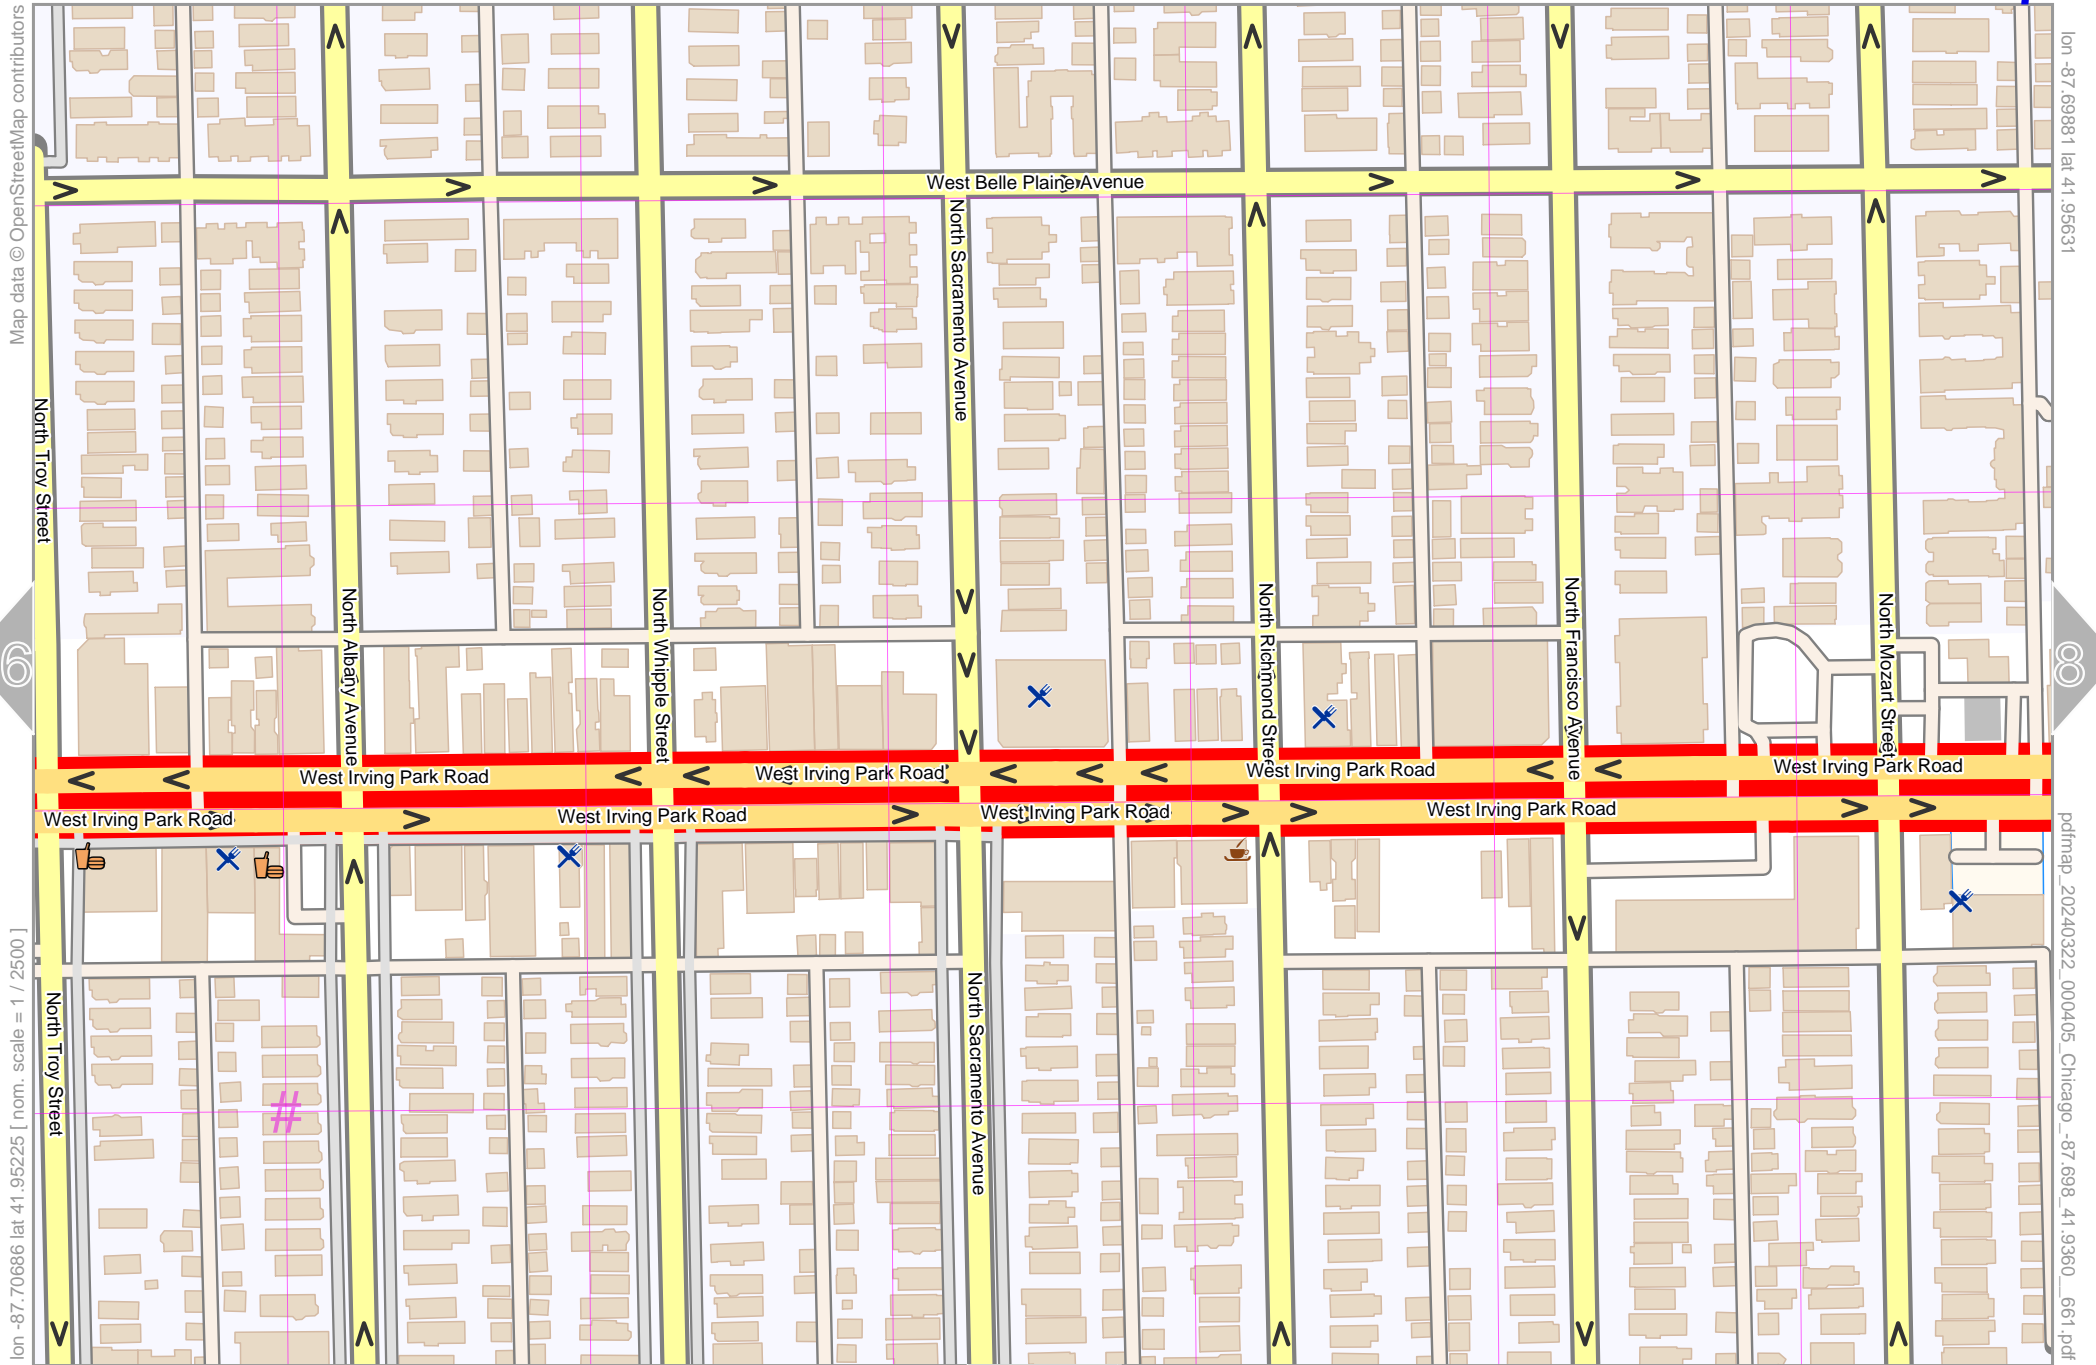 Map data © OpenStreetMap contributors
lon -87.69881 lat 41.95631
West Belle Plaine Avenue
North Sacramento Avenue
North Troy Street
North Albany Avenue
North Whipple Street
North Richmond Street
North Francisco Avenue
North Mozart Street
6
8
West Irving Park Road
West Irving Park Road
West Irving Park Road
West Irving Park Road
West Irving Park Road
West Irving Park Road
West Irving Park Road
West Irving Park Road
North Troy Street
North Sacramento Avenue
#
lon -87.70686 lat 41.95225 [ nom. scale = 1 / 2500 ]
pdfmap_20240322_000405_Chicago_-87.698_41.9360__661.pdf